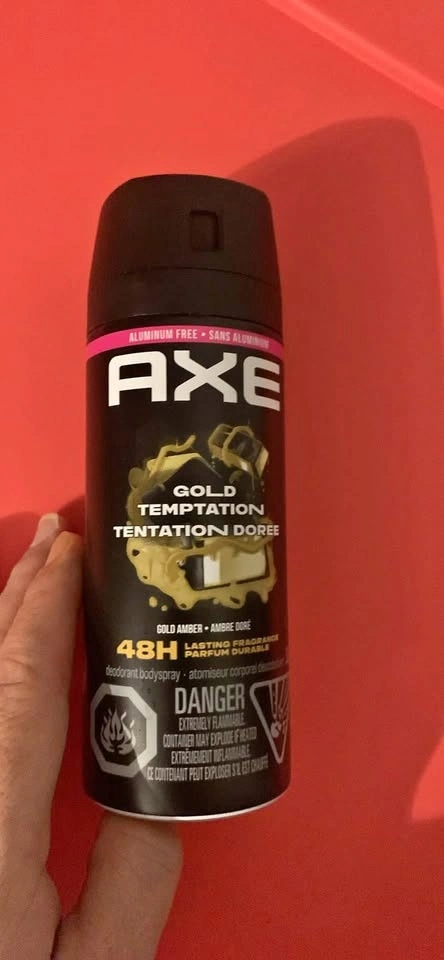 ALUMINUM FREE • SANS ALUMINIUM
AXE
GOLD
TEMPTATION
TENTATION DORÉE
GOLD AMBER • AMBRE DORÉ
48H LASTING FRAGRANCE
PARFUM DURABLE
deodorant bodyspray · atomiseur corporel
DANGER
EXTREMELY FLAMMABLE
CONTAINER MAY EXPLODE IF HEATED
EXTRÊMEMENT INFLAMMABLE
CE CONTENANT PEUT EXPLOSER S'IL EST CHAUFFÉ